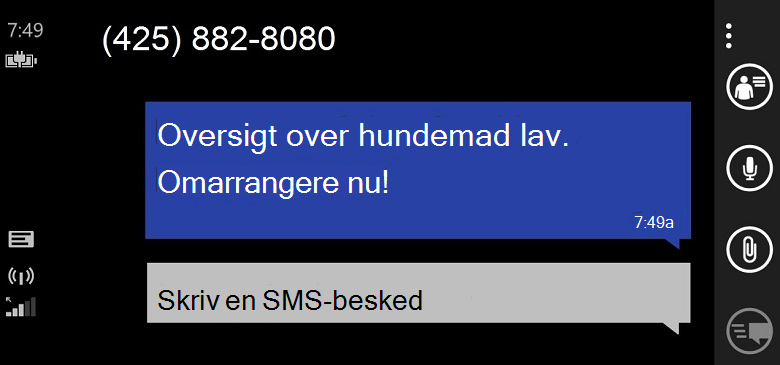 7:49
(425) 882-8080
Oversigt over hundemad lav.
Omarrangere nu!
7:49a
Skriv en SMS-besked